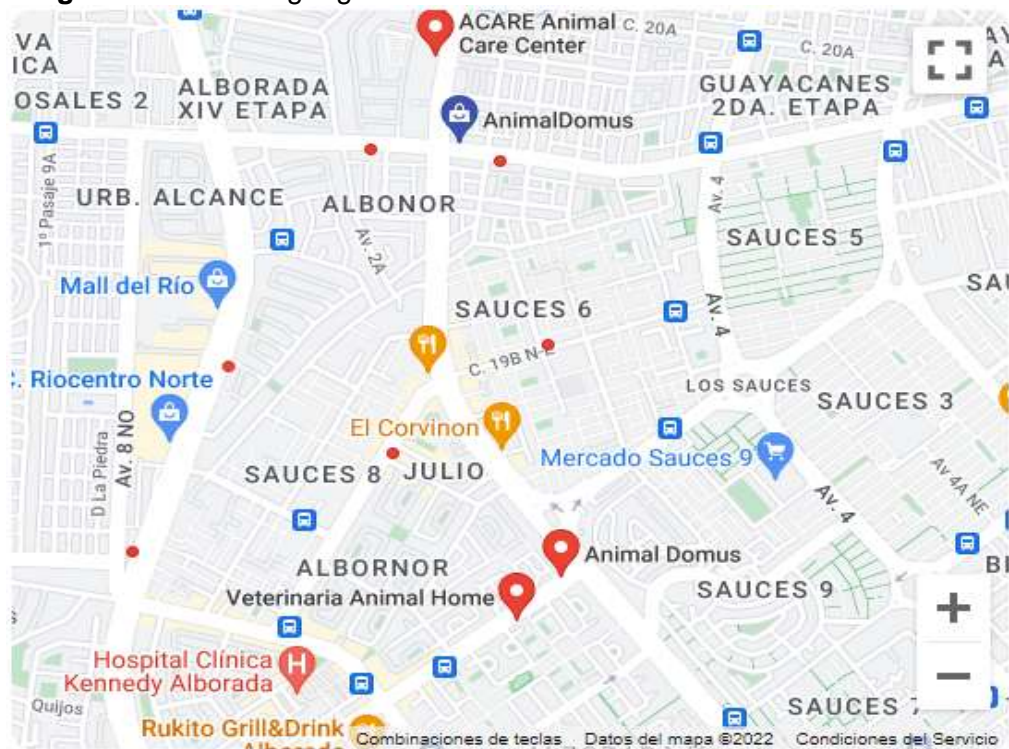 ACARE Animal
Care Center
C. 20A
C. 20A
VA
ICA
OSALES 2
ALBORADA
XIV ETAPA
GUAYACANES
2DA. ETAPA
AnimalDomus
1º Pasaje 9A
URB. ALCANCE
ALBONOR
Av. 2A
Av. 4
SAUCES 5
Mall del Río
SAUCES 6
Av. 4
SAU
C. 19B N-E
C. Riocentro Norte
LOS SAUCES
SAUCES 3
El Corvinon
Av. 8 NO
D La Piedra
SAUCES 8
JULIO
Mercado Sauces 9
Av. 4
Av 4A NE
ALBORNOR
Animal Domus
Veterinaria Animal Home
SAUCES 9
Hospital Clínica
Kennedy Alborada
Quijos
SAUCES 7
Rukito Grill&Drink
Alborada
Combinaciones de teclas
Datos del mapa ©2022
Condiciones del Servicio